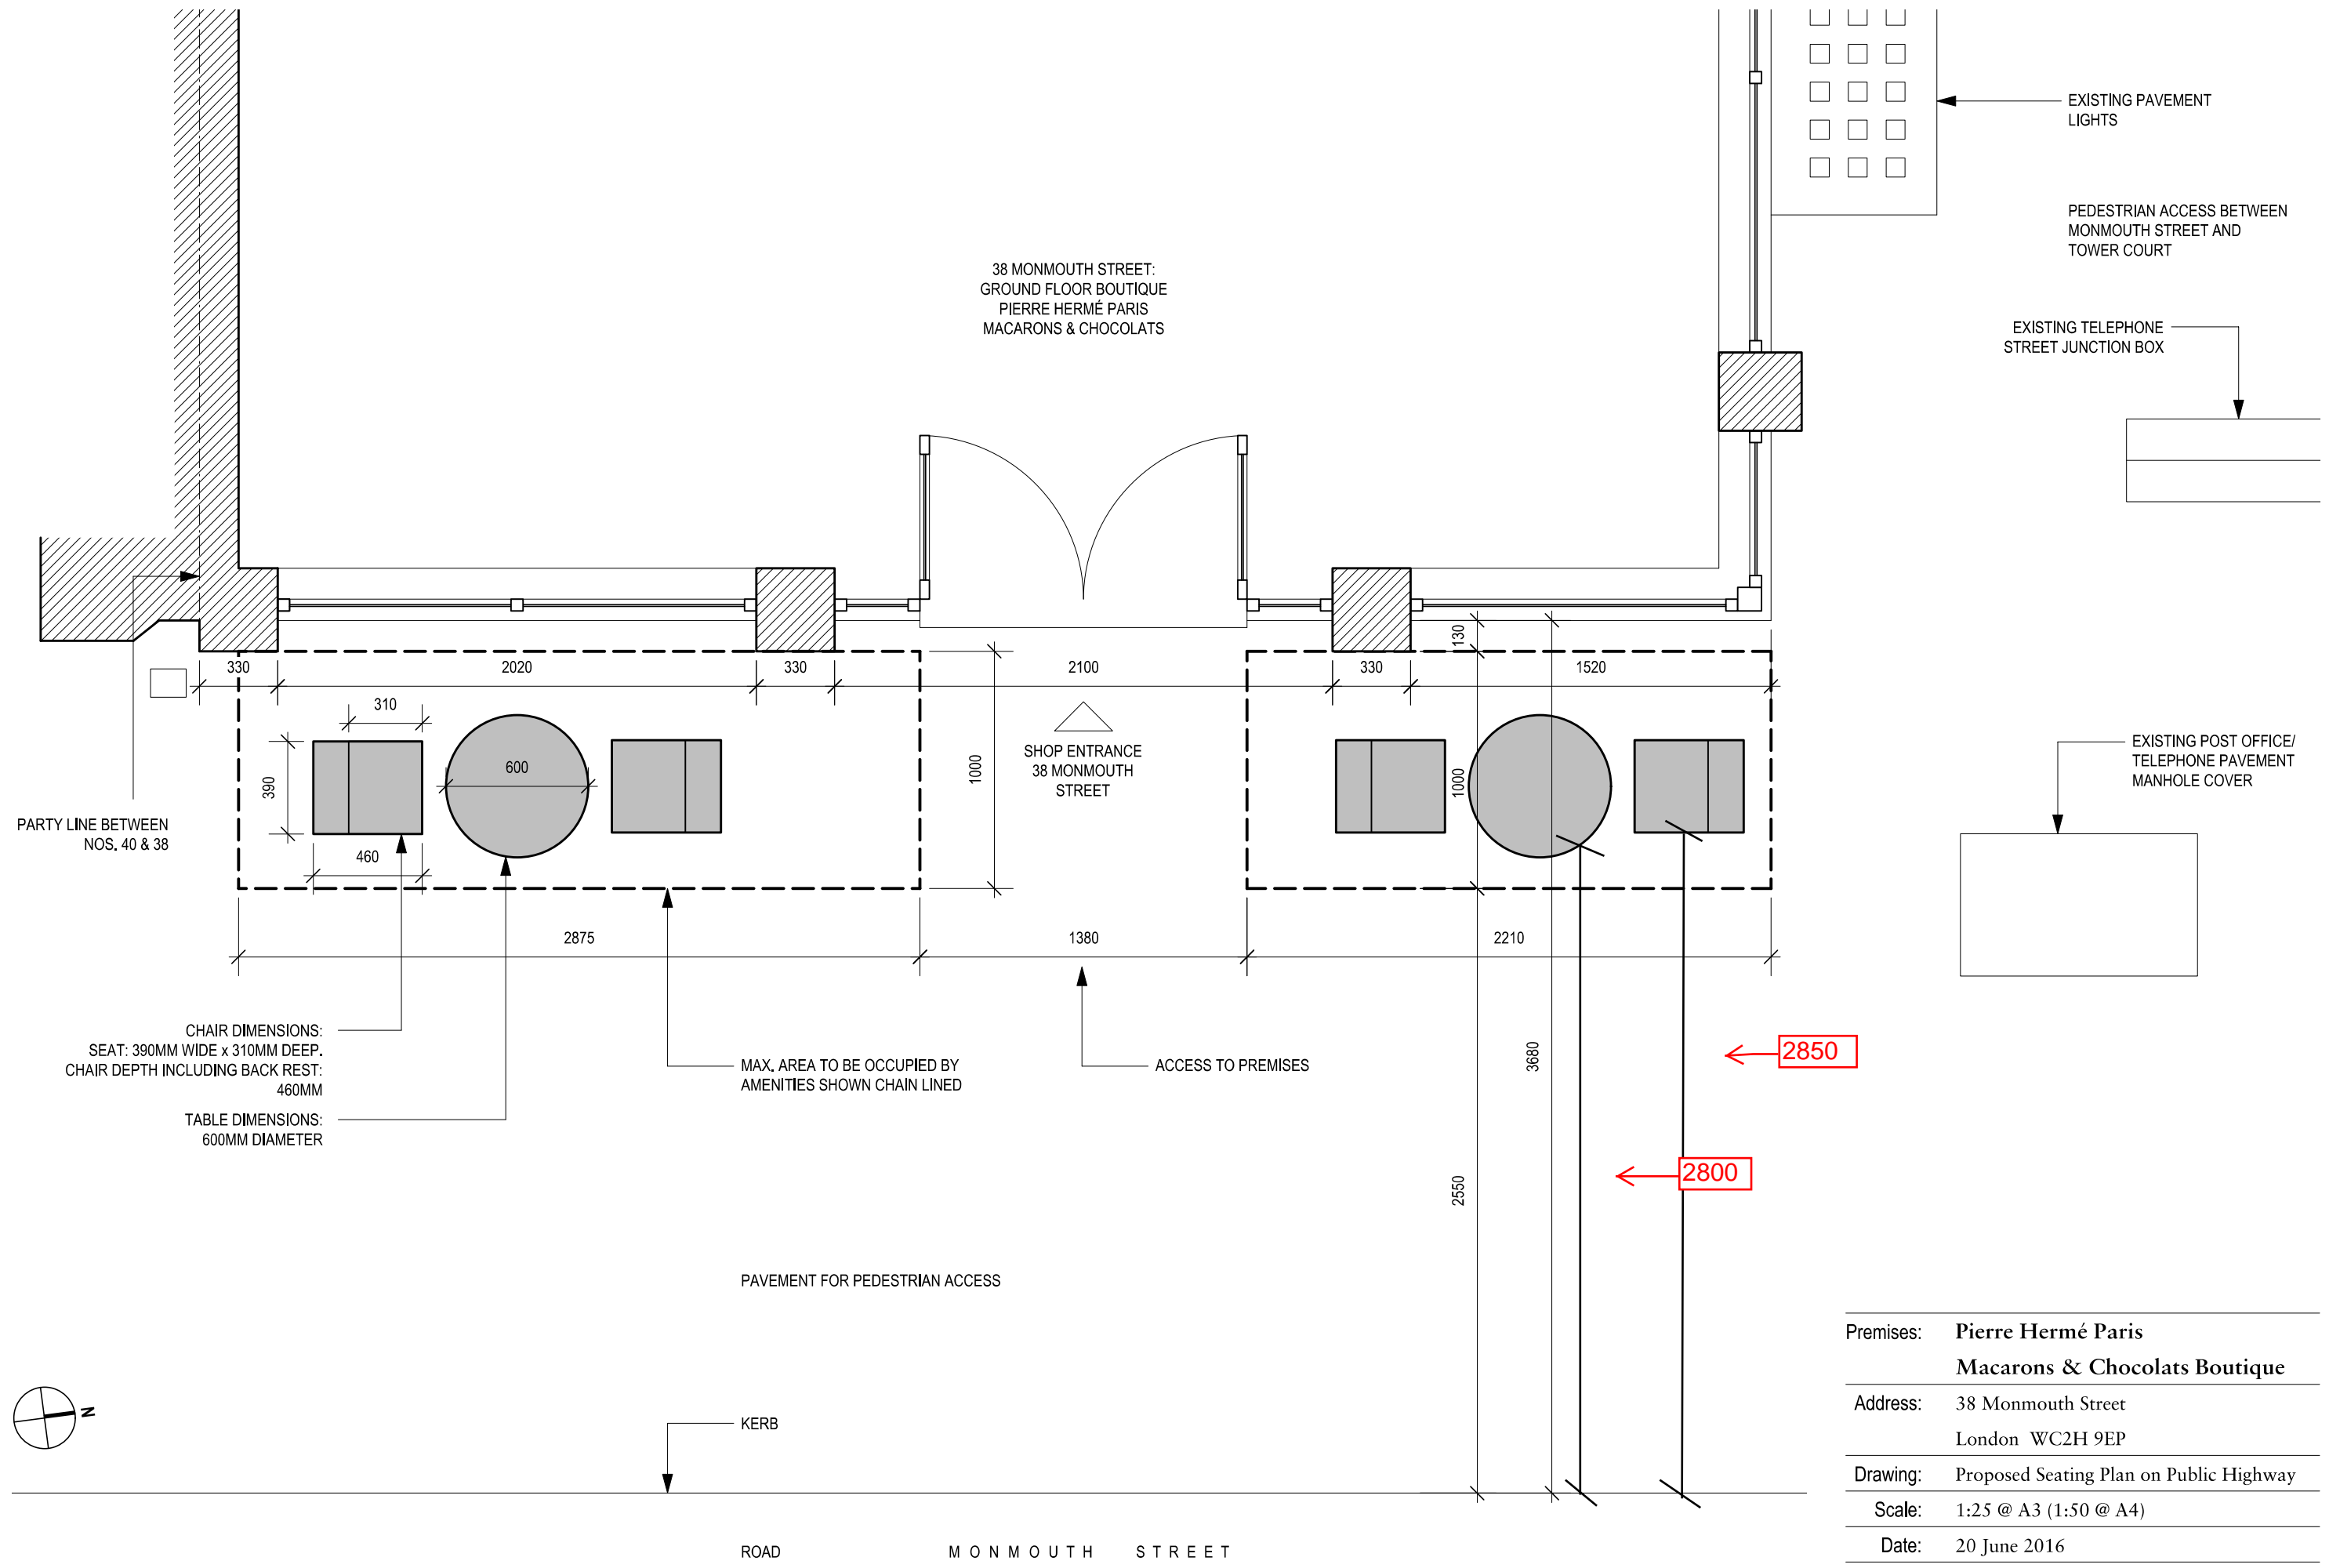 EXISTING PAVEMENT
LIGHTS
PEDESTRIAN ACCESS BETWEEN
MONMOUTH STREET AND
TOWER COURT
38 MONMOUTH STREET:
GROUND FLOOR BOUTIQUE
PIERRE HERMÉ PARIS
MACARONS & CHOCOLATS
EXISTING TELEPHONE
STREET JUNCTION BOX
130
330
2020
330
2100
330
1520
310
600
390
460
1000
1000
SHOP ENTRANCE
38 MONMOUTH
STREET
EXISTING POST OFFICE/
TELEPHONE PAVEMENT
MANHOLE COVER
PARTY LINE BETWEEN
NOS. 40 & 38
2875
1380
2210
CHAIR DIMENSIONS:
SEAT: 390MM WIDE x 310MM DEEP.
CHAIR DEPTH INCLUDING BACK REST:
460MM
TABLE DIMENSIONS:
600MM DIAMETER
MAX. AREA TO BE OCCUPIED BY
AMENITIES SHOWN CHAIN LINED
ACCESS TO PREMISES
3680
2850
2550
2800
PAVEMENT FOR PEDESTRIAN ACCESS
N
KERB
ROAD
MONMOUTH STREET
Premises: Pierre Hermé Paris
Macarons & Chocolats Boutique
Address: 38 Monmouth Street
London WC2H 9EP
Drawing: Proposed Seating Plan on Public Highway
Scale: 1:25 @ A3 (1:50 @ A4)
Date: 20 June 2016